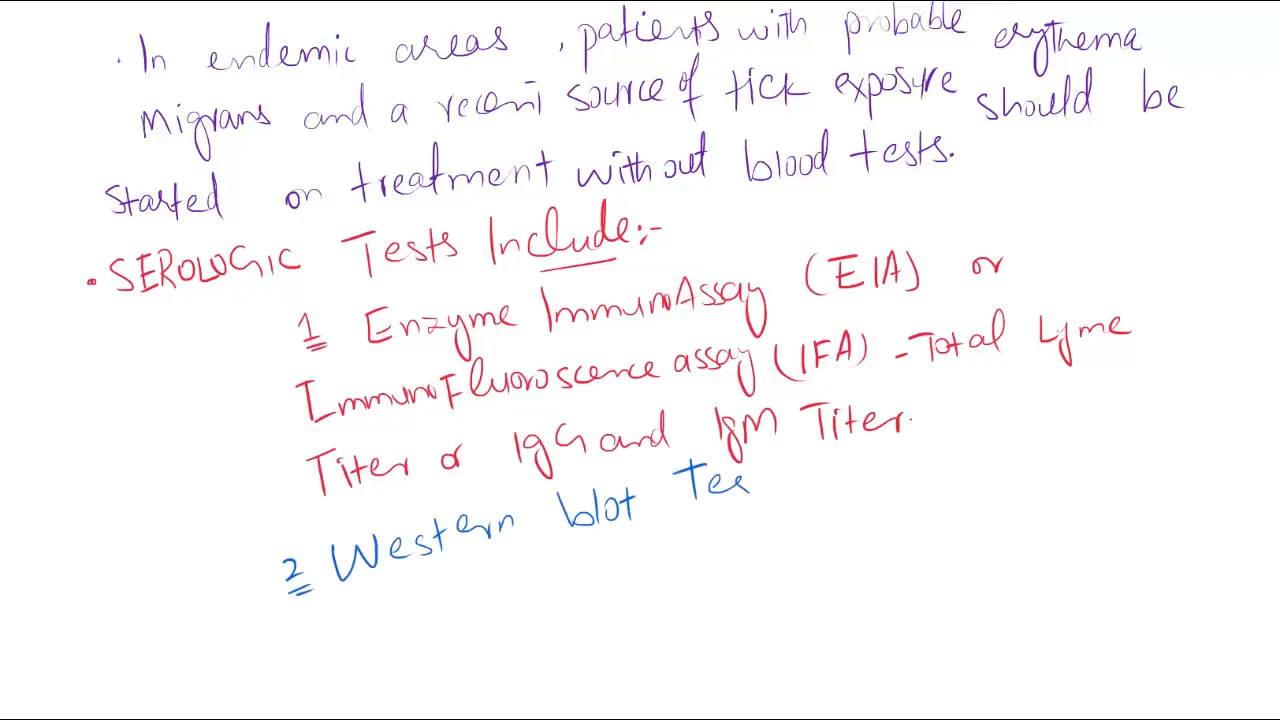 . In endemic areas , patients with probable erythema
Migrans and a recent source of tick exposure should be
Started on treatment without blood tests.
. SEROLOGIC Tests Include:-
1 Enzyme ImmunoAssay (EIA) or
ImmunoFluoroscence assay (IFA) - Total Lyme
Titer or IgG and IgM Titer.
2 Western blot Tes